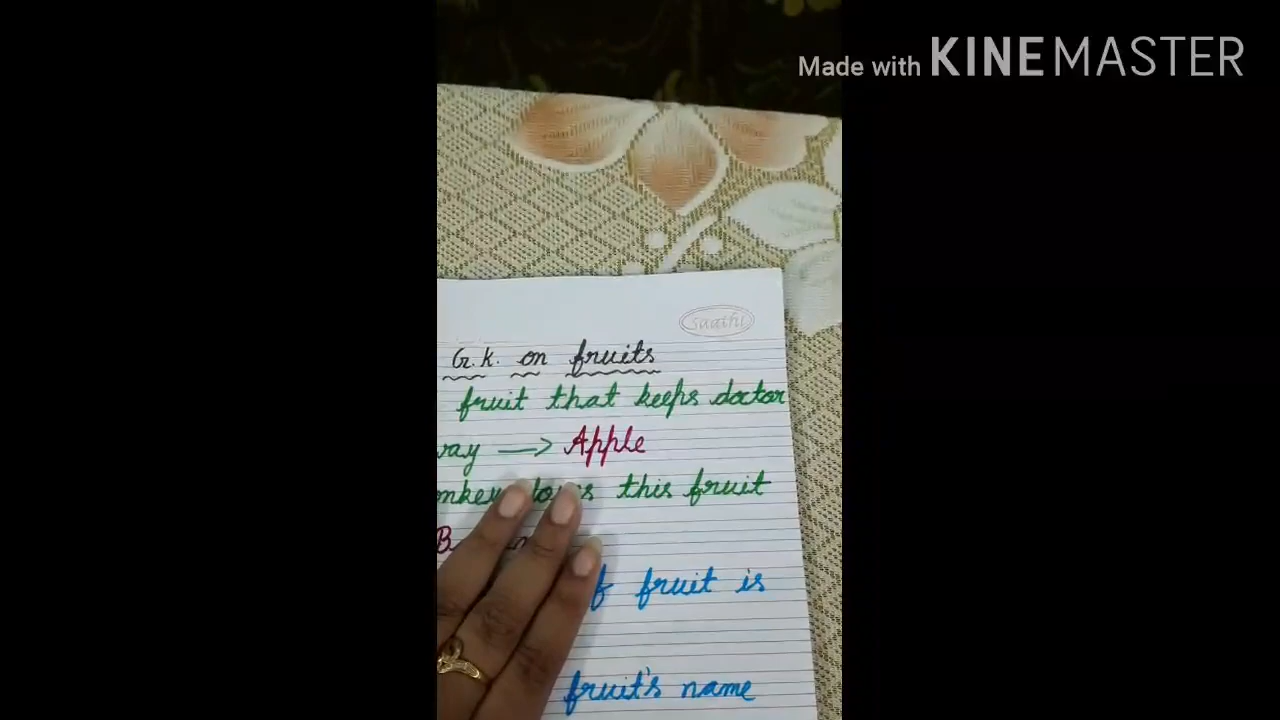 Made with KINEMASTER
saathi
G.K. on fruits
fruit that keeps doctor
way → Apple
this fruit
B
fruit is
fruit's name